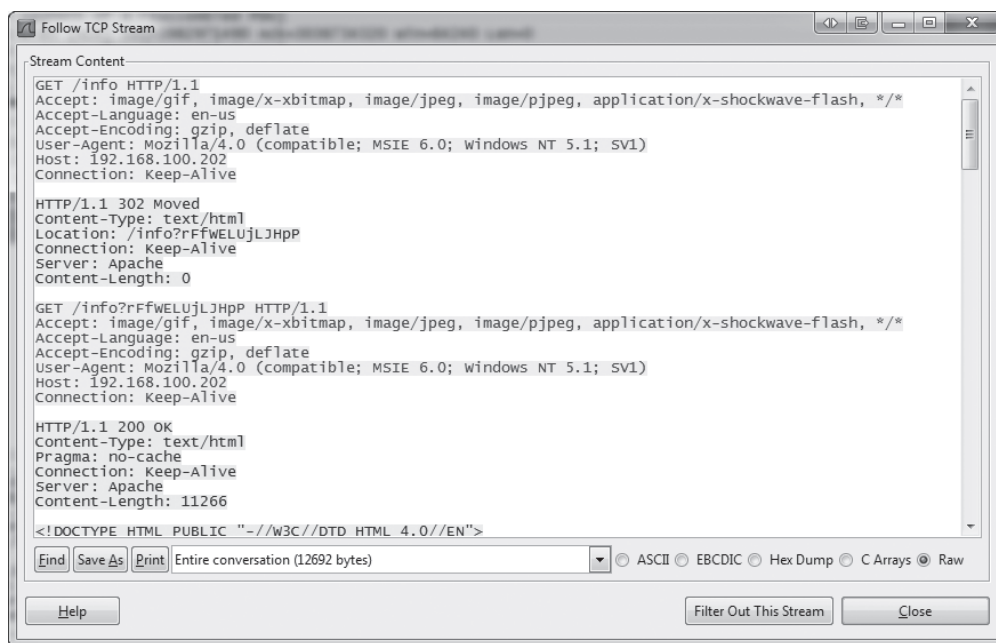 Follow TCP Stream
Stream Content
GET /info HTTP/1.1
Accept: image/gif, image/x-xbitmap, image/jpeg, image/pjpeg, application/x-shockwave-flash, */*
Accept-Language: en-us
Accept-Encoding: gzip, deflate
User-Agent: Mozilla/4.0 (compatible; MSIE 6.0; Windows NT 5.1; SV1)
Host: 192.168.100.202
Connection: Keep-Alive
HTTP/1.1 302 Moved
Content-Type: text/html
Location: /info?rFfWELUjLJHpP
Connection: Keep-Alive
Server: Apache
Content-Length: 0
GET /info?rFfWELUjLJHpP HTTP/1.1
Accept: image/gif, image/x-xbitmap, image/jpeg, image/pjpeg, application/x-shockwave-flash, */*
Accept-Language: en-us
Accept-Encoding: gzip, deflate
User-Agent: Mozilla/4.0 (compatible; MSIE 6.0; Windows NT 5.1; SV1)
Host: 192.168.100.202
Connection: Keep-Alive
HTTP/1.1 200 OK
Content-Type: text/html
Pragma: no-cache
Connection: Keep-Alive
Server: Apache
Content-Length: 11266
<!DOCTYPE HTML PUBLIC "-//W3C//DTD HTML 4.0//EN">
Find Save As Print Entire conversation (12692 bytes) ASCII EBCDIC Hex Dump C Arrays Raw
Help Filter Out This Stream Close